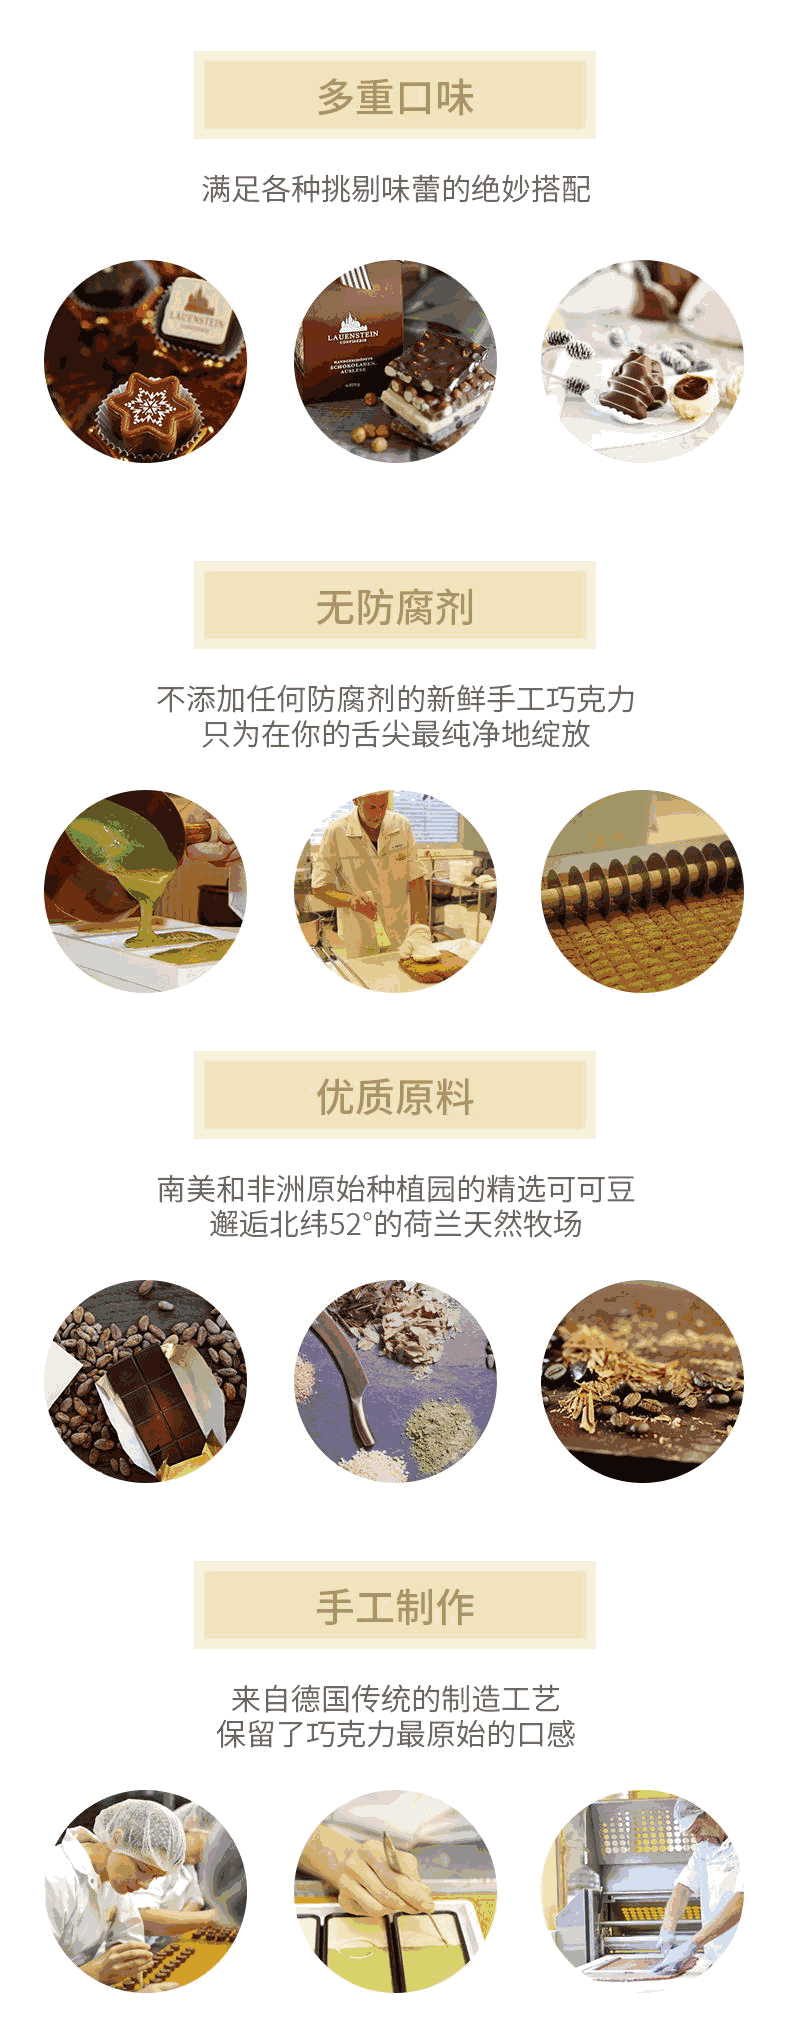 多重口味
满足各种挑剔味蕾的绝妙搭配
LAUENSTEIN
CONFISERIE
LAUENSTEIN
CONFISERIE
HANDGESCHÖPFTE
SCHOKOLADEN-
AUSLESE
无防腐剂
不添加任何防腐剂的新鲜手工巧克力
只为在你的舌尖最纯净地绽放
优质原料
南美和非洲原始种植园的精选可可豆
邂逅北纬52°的荷兰天然牧场
手工制作
来自德国传统的制造工艺
保留了巧克力最原始的口感